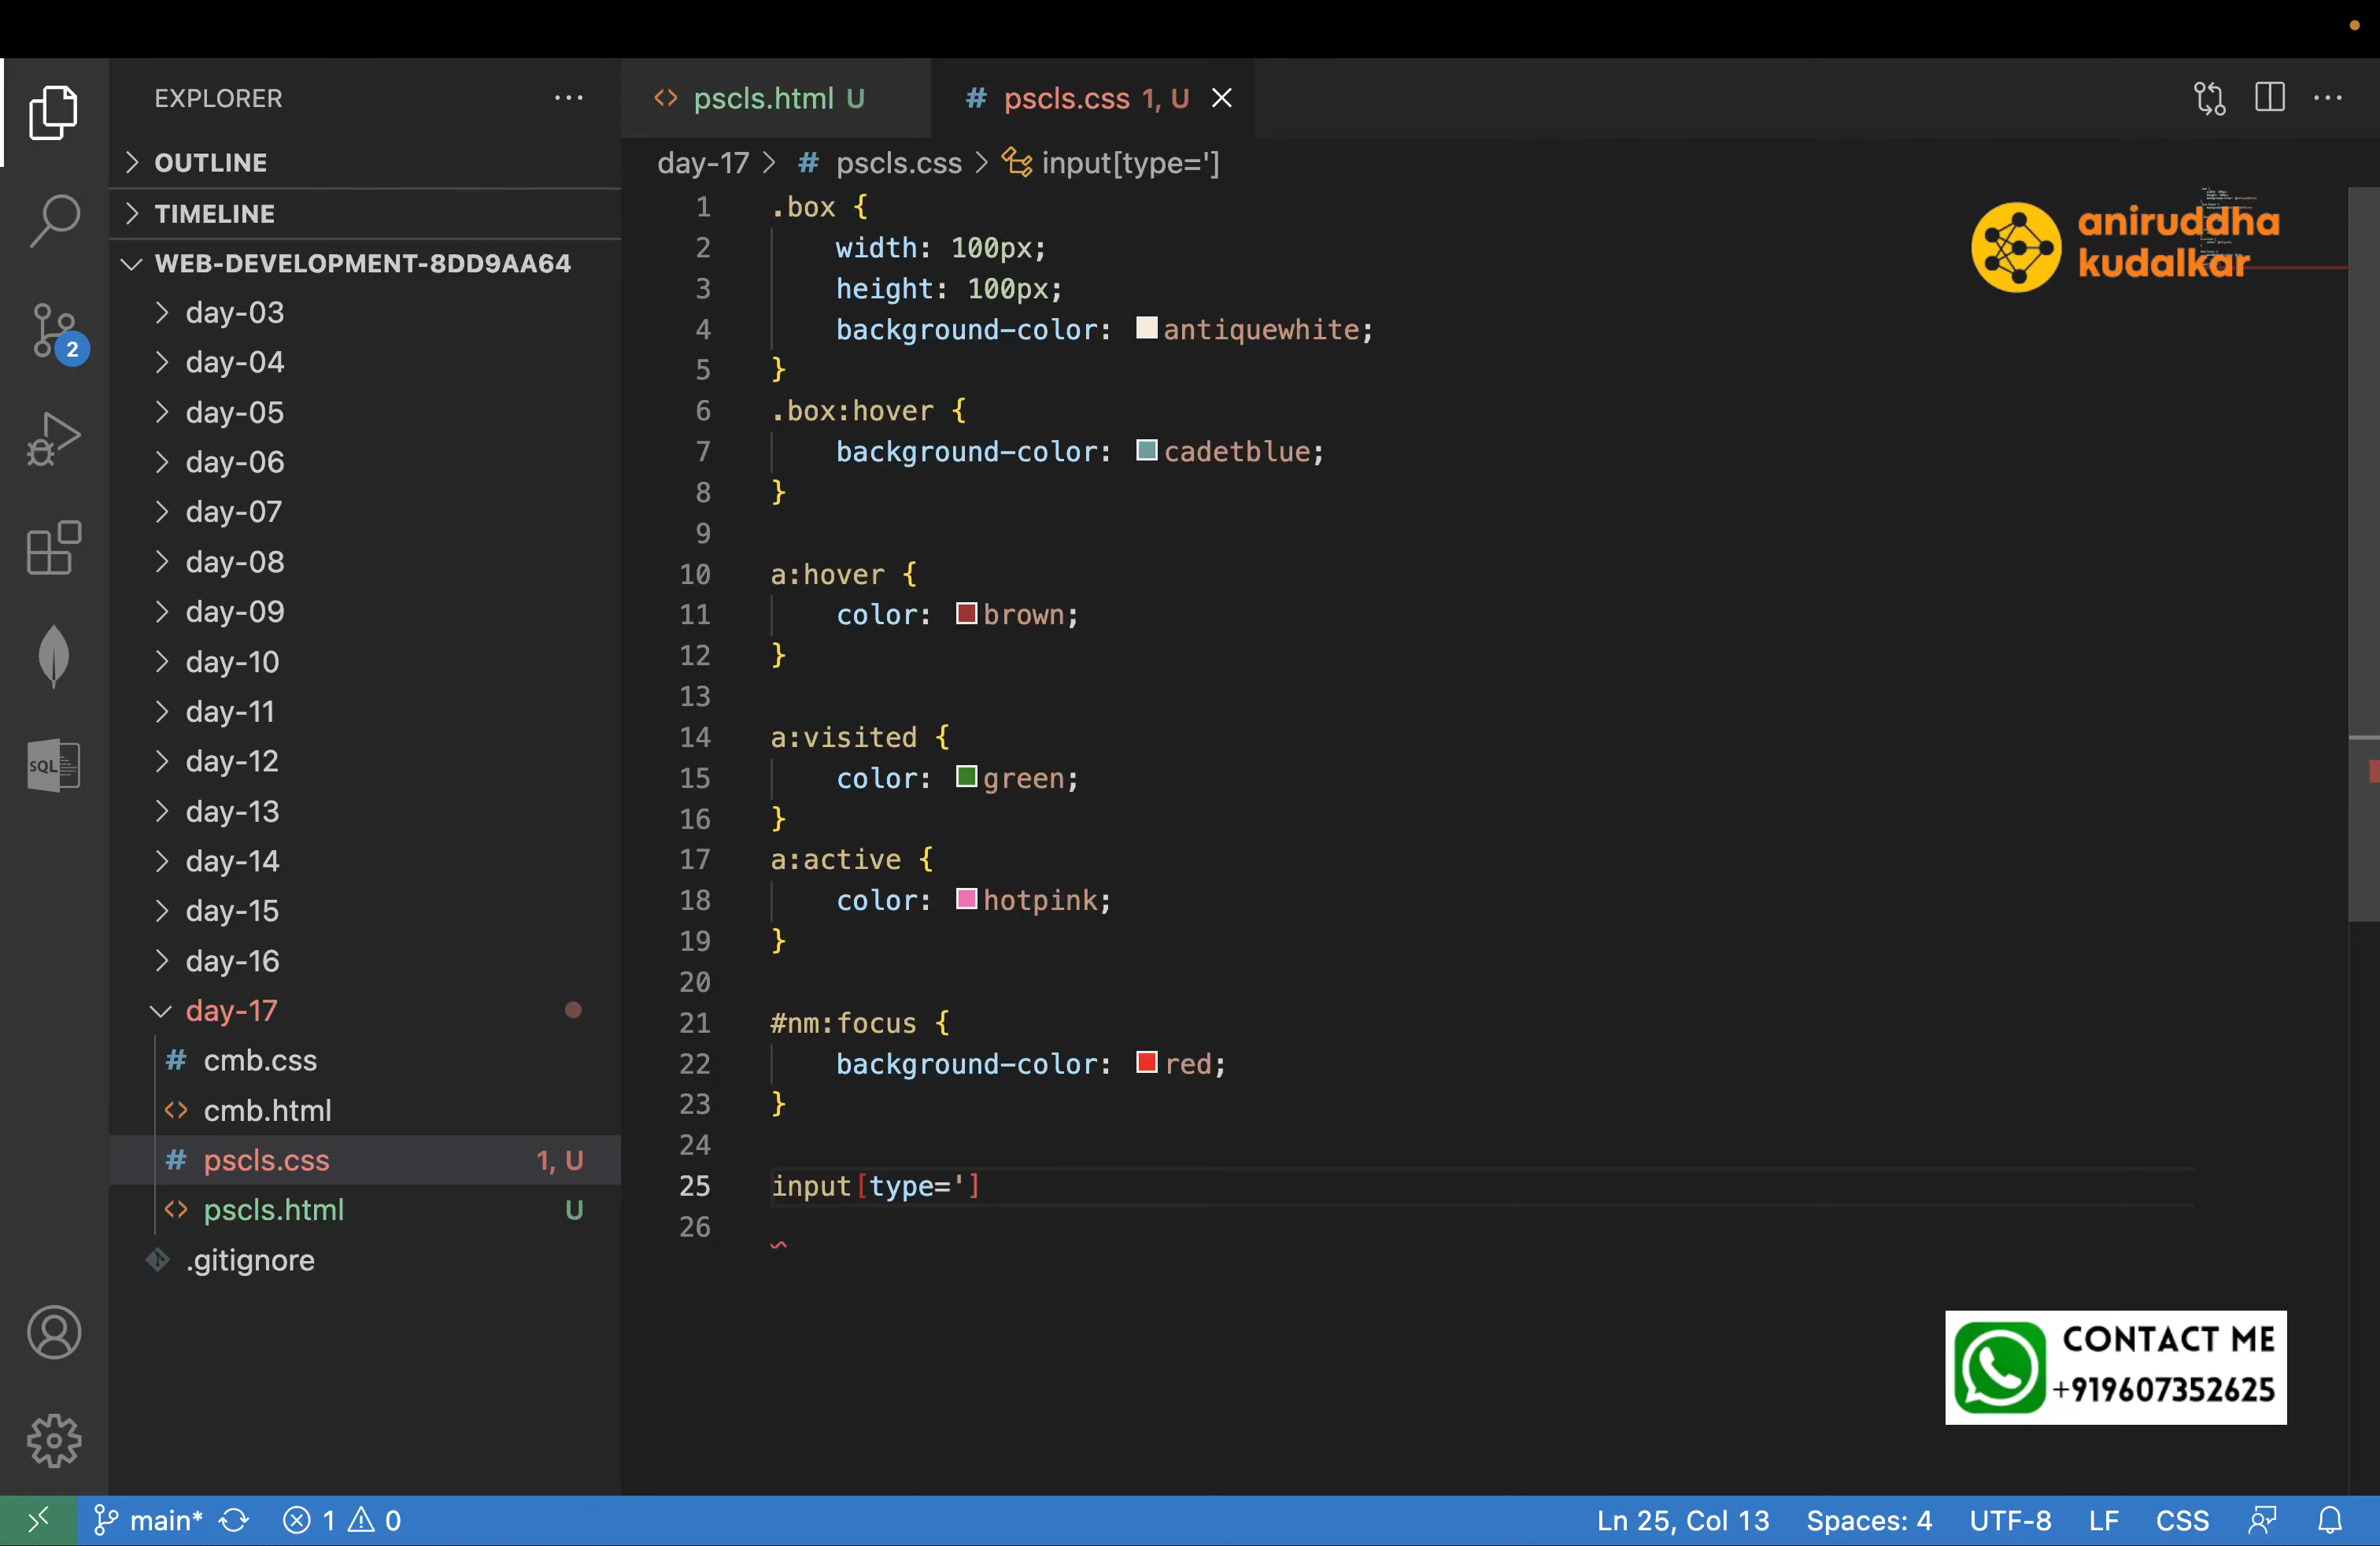 EXPLORER
OUTLINE
TIMELINE
WEB-DEVELOPMENT-8DD9AA64
day-03
day-04
day-05
day-06
day-07
day-08
day-09
day-10
day-11
day-12
day-13
day-14
day-15
day-16
day-17
# cmb.css
<> cmb.html
# pscls.css 1, U
<> pscls.html U
.gitignore
2
SQL
<> pscls.html U
# pscls.css 1, U
day-17 > # pscls.css > input[type=']
1 .box {
2 width: 100px;
3 height: 100px;
4 background-color: antiquewhite;
5 }
6 .box:hover {
7 background-color: cadetblue;
8 }
9
10 a:hover {
11 color: brown;
12 }
13
14 a:visited {
15 color: green;
16 }
17 a:active {
18 color: hotpink;
19 }
20
21 #nm:focus {
22 background-color: red;
23 }
24
25 input[type=']
26
aniruddha
kudalkar
CONTACT ME
+919607352625
main* 1 0 Ln 25, Col 13 Spaces: 4 UTF-8 LF CSS